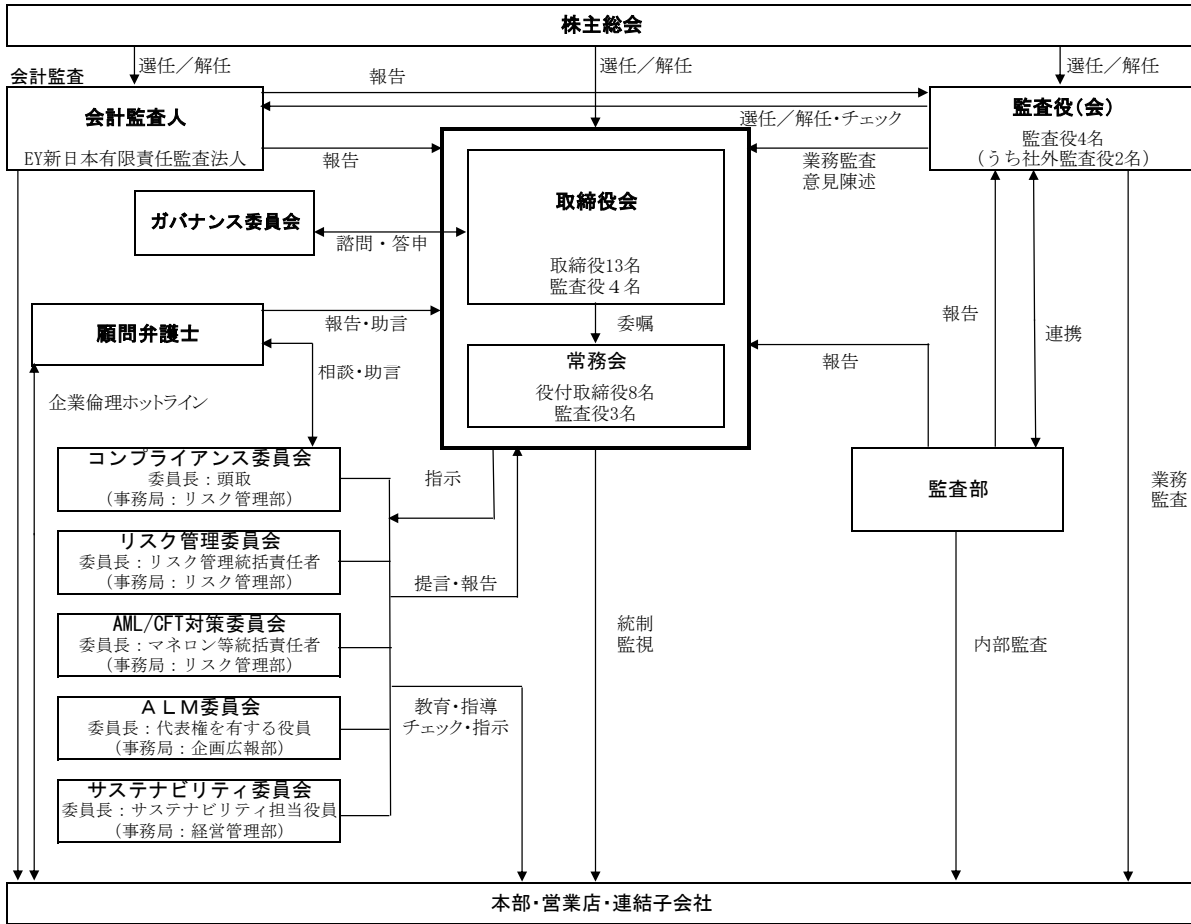 株主総会
選任／解任
選任／解任
選任／解任
会計監査
報告
会計監査人
EY新日本有限責任監査法人
選任／解任・チェック
監査役(会)
監査役4名
(うち社外監査役2名)
報告
業務監査
意見陳述
取締役会
取締役13名
監査役４名
ガバナンス委員会
諮問・答申
委嘱
顧問弁護士
報告・助言
相談・助言
常務会
役付取締役8名
監査役3名
報告
報告
連携
企業倫理ホットライン
コンプライアンス委員会
委員長：頭取
(事務局：リスク管理部)
指示
監査部
業務
監査
リスク管理委員会
委員長：リスク管理統括責任者
(事務局：リスク管理部)
提言・報告
AML/CFT対策委員会
委員長：マネロン等統括責任者
(事務局：リスク管理部)
統制
監視
内部監査
ＡＬＭ委員会
委員長：代表権を有する役員
(事務局：企画広報部)
教育・指導
チェック・指示
サステナビリティ委員会
委員長：サステナビリティ担当役員
(事務局：経営管理部)
本部・営業店・連結子会社